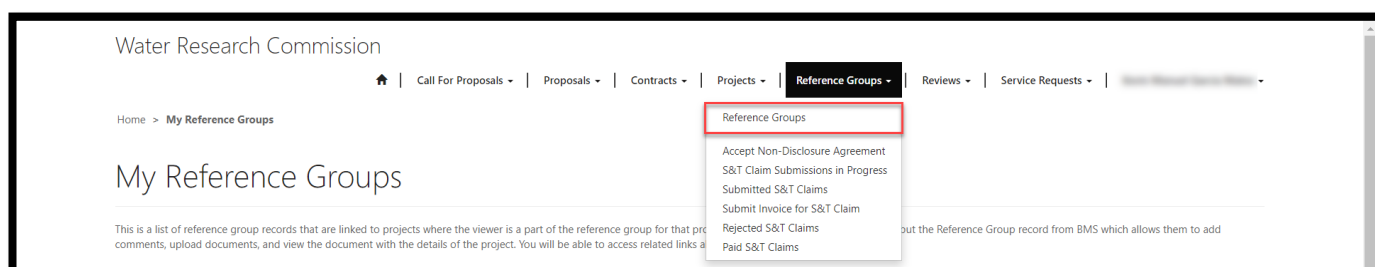 Water Research Commission
Call For Proposals
Proposals
Contracts
Projects
Reference Groups
Reviews
Service Requests
Home > My Reference Groups
Reference Groups
Accept Non-Disclosure Agreement
S&T Claim Submissions in Progress
Submitted S&T Claims
Submit Invoice for S&T Claim
Rejected S&T Claims
Paid S&T Claims
My Reference Groups
This is a list of reference group records that are linked to projects where the viewer is a part of the reference group for that
out the Reference Group record from BMS which allows them to add
comments, upload documents, and view the document with the details of the project. You will be able to access related links